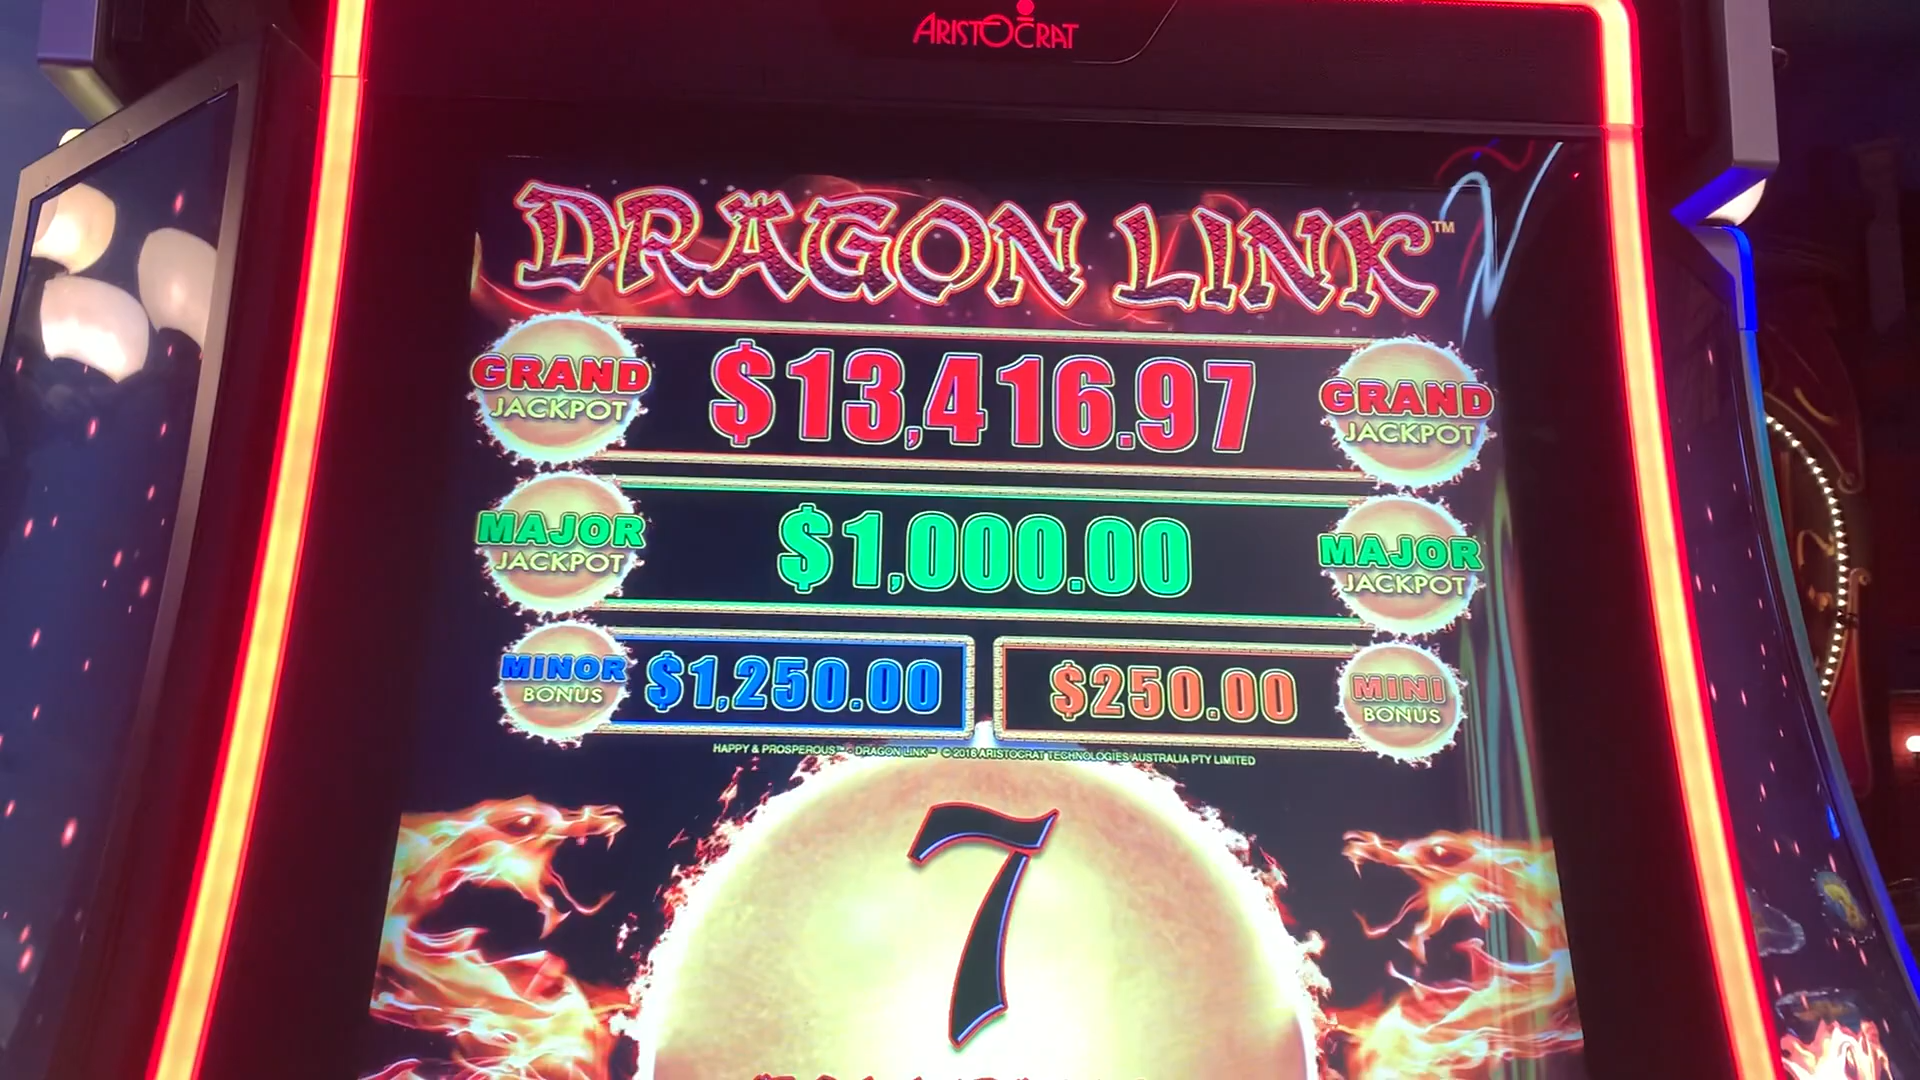 ARISTOCRAT
DRAGON LINK™
GRAND JACKPOT $13,416.97 GRAND JACKPOT
MAJOR JACKPOT $1,000.00 MAJOR JACKPOT
MINOR BONUS $1,250.00 $250.00 MINI BONUS
HAPPY & PROSPEROUS™ - DRAGON LINK™ © 2016 ARISTOCRAT TECHNOLOGIES AUSTRALIA PTY LIMITED
7